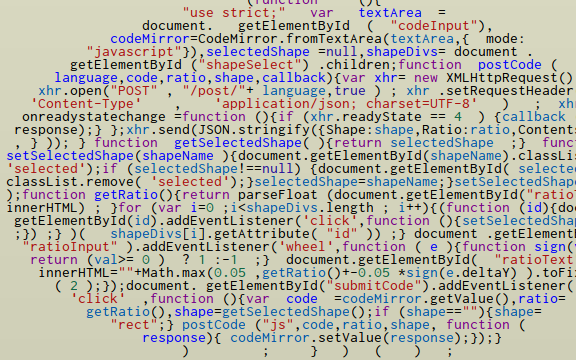 (function (){
"use strict;" var textArea =
document. getElementById ( "codeInput"),
codeMirror=CodeMirror.fromTextArea(textArea,{ mode:
"javascript"}),selectedShape =null,shapeDivs= document .
getElementById ("shapeSelect") .children;function postCode (
language,code,ratio,shape,callback){var xhr= new XMLHttpRequest()
xhr.open("POST" , "/post/"+ language,true ) ; xhr .setRequestHeader
'Content-Type' , 'application/json; charset=UTF-8' ) ; xhr
onreadystatechange =function (){if (xhr.readyState == 4 ) {callback
response);} };xhr.send(JSON.stringify({Shape:shape,Ratio:ratio,Contents
, } )); } function getSelectedShape( ){return selectedShape ;} function
setSelectedShape(shapeName ){document.getElementById(shapeName).classLis
'selected');if (selectedShape!==null) {document.getElementById( selected
classList.remove( 'selected');}selectedShape=shapeName;}setSelectedShape
);function getRatio(){return parseFloat (document.getElementById("ratio
innerHTML) ; }for (var i=0 ;i<shapeDivs.length ; i++){(function (id){doc
getElementById(id).addEventListener('click',function (){setSelectedShape
;}) ;} )( shapeDivs[i].getAttribute( "id" )) ;} document .getElement
"ratioInput" ).addEventListener('wheel',function ( e ){function sign(v
return (val>= 0 ) ? 1 :-1 ;} document.getElementById( "ratioText
innerHTML=""+Math.max(0.05 ,getRatio()+-0.05 *sign(e.deltaY) ).toFi
( 2 );});document. getElementById("submitCode").addEventListener(
'click' ,function (){var code =codeMirror.getValue(),ratio=
getRatio(),shape=getSelectedShape();if (shape==""){shape=
"rect";} postCode ("js",code,ratio,shape, function (
response){ codeMirror.setValue(response);});}
) ; } ) ( ) ;